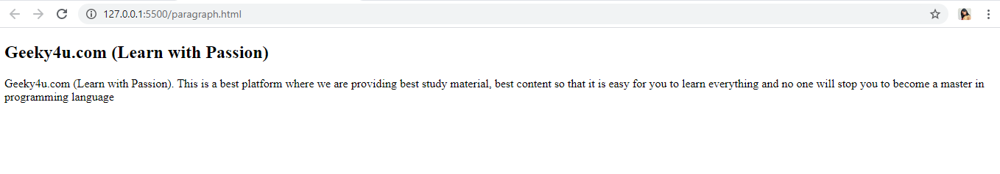 127.0.0.1:5500/paragraph.html
Geeky4u.com (Learn with Passion)
Geeky4u.com (Learn with Passion). This is a best platform where we are providing best study material, best content so that it is easy for you to learn everything and no one will stop you to become a master in
programming language